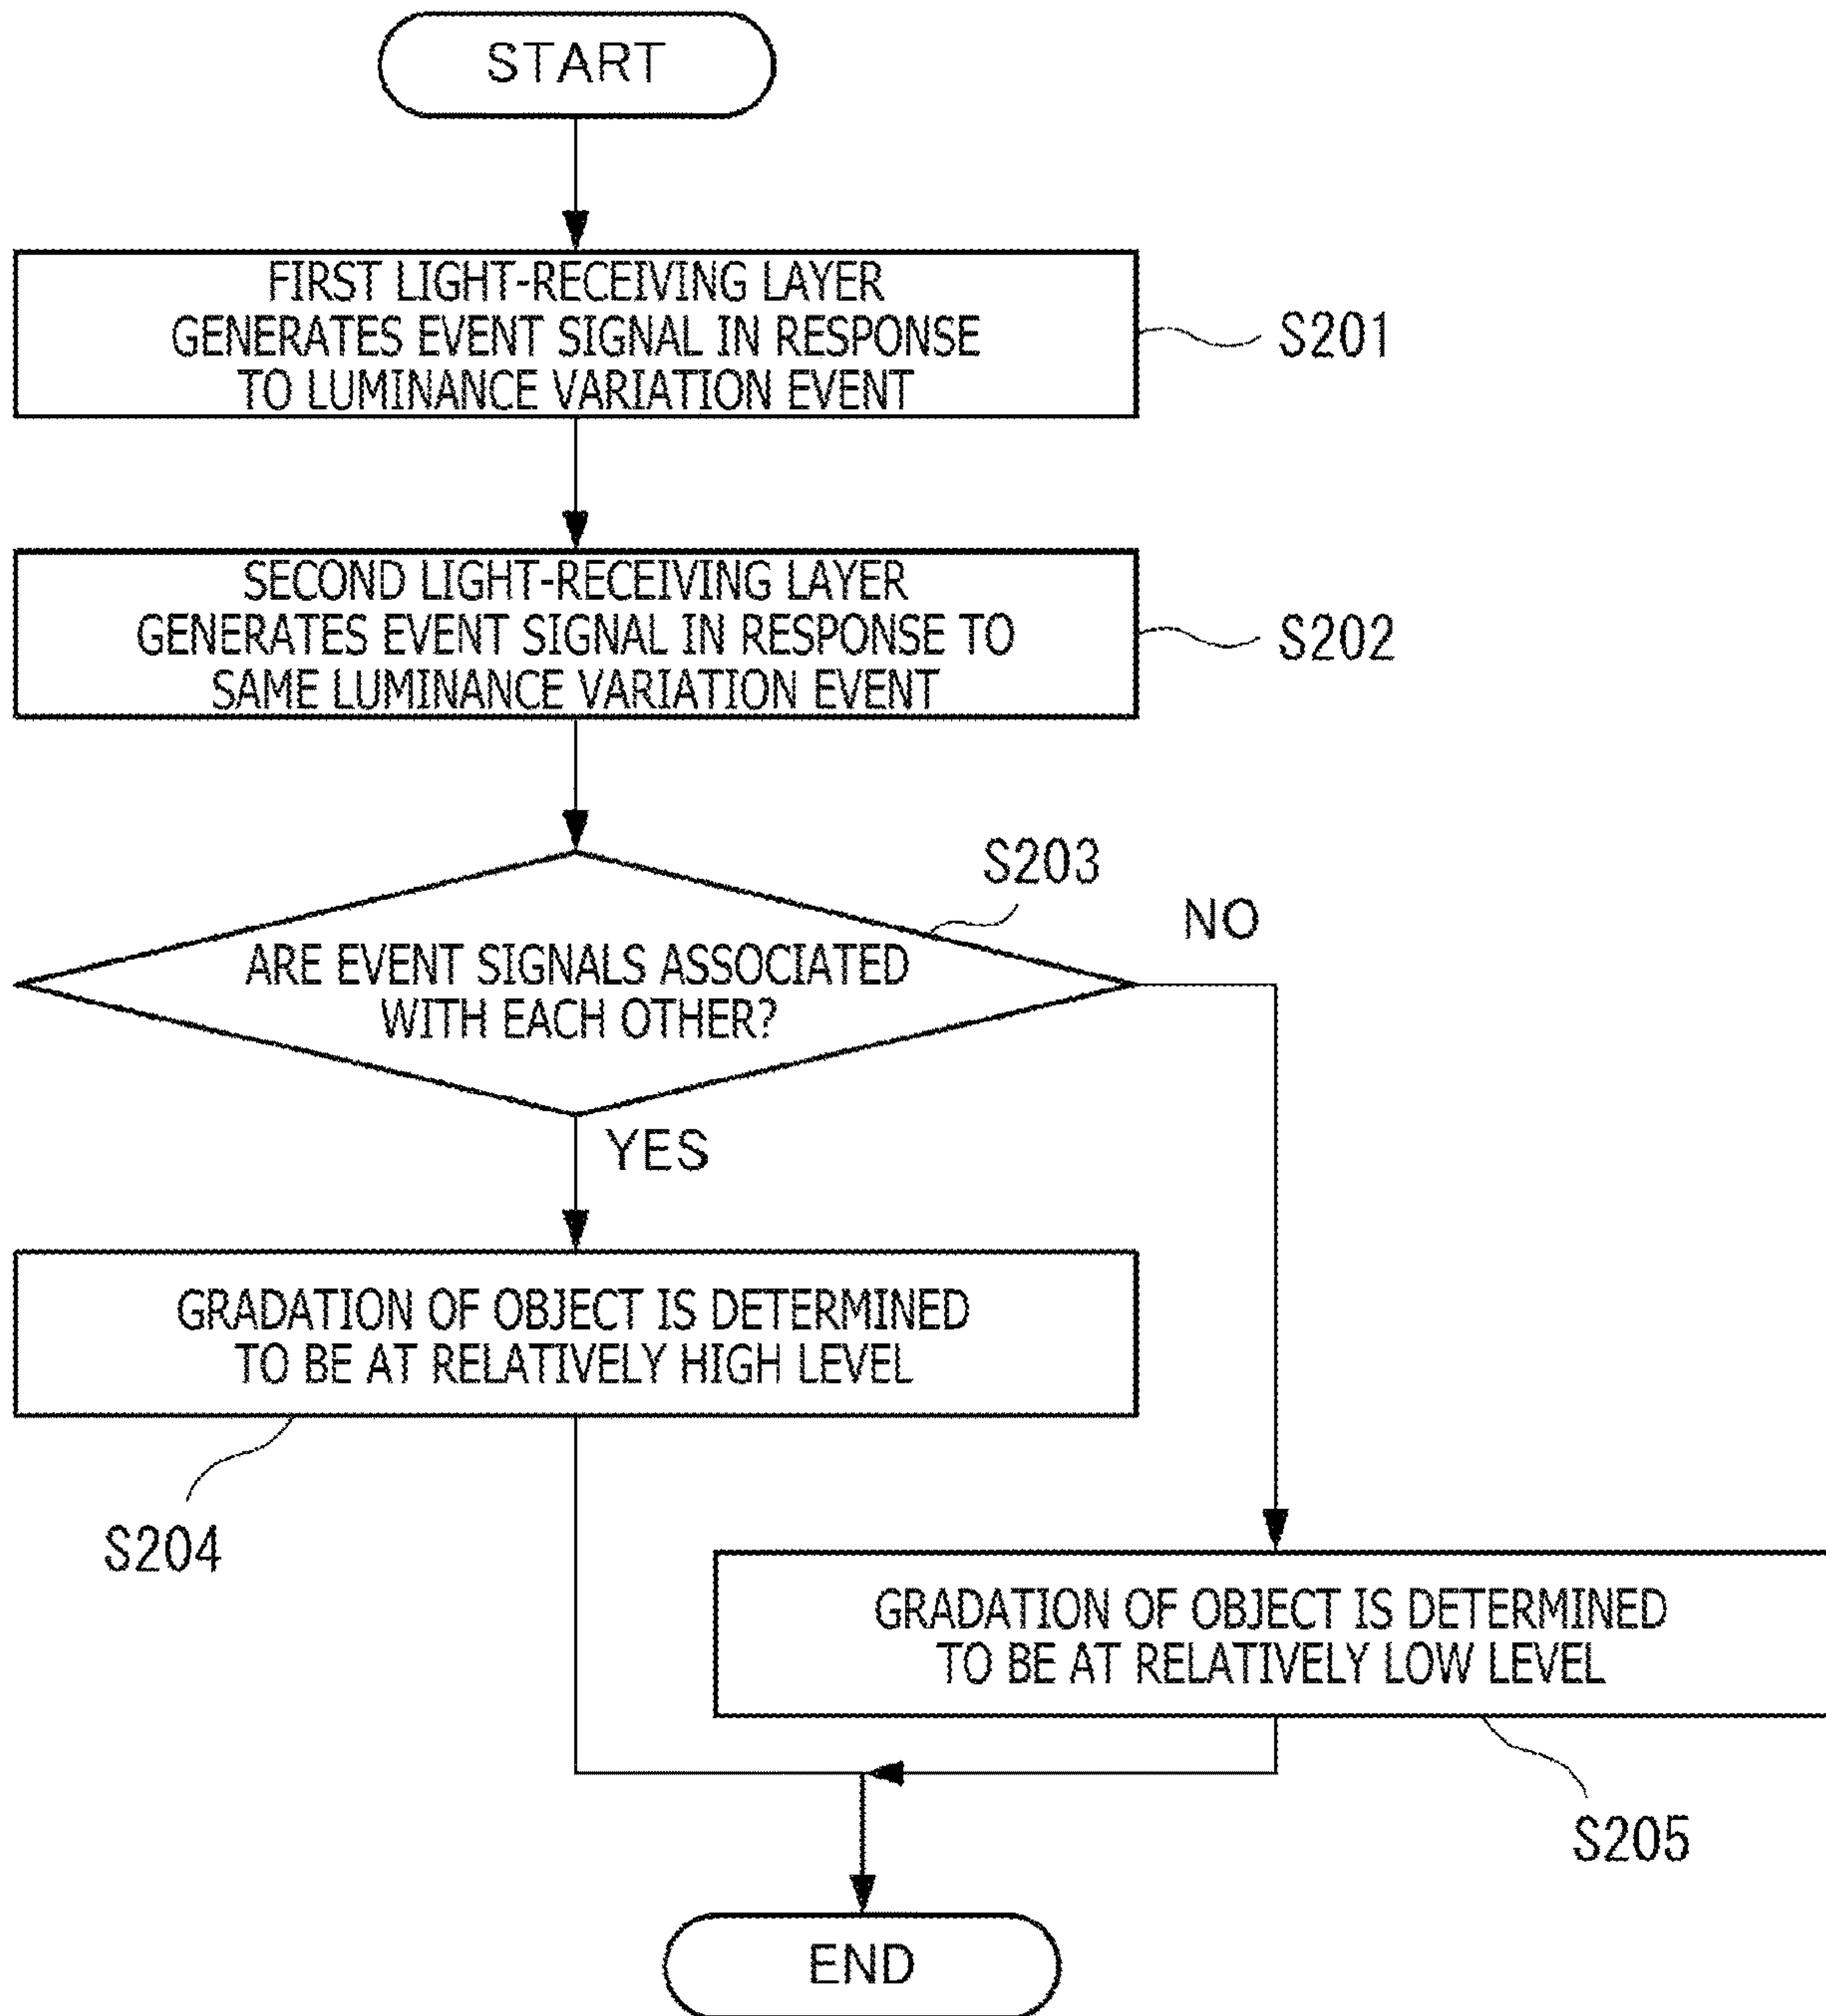 START
FIRST LIGHT-RECEIVING LAYER
GENERATES EVENT SIGNAL IN RESPONSE
TO LUMINANCE VARIATION EVENT
S201
SECOND LIGHT-RECEIVING LAYER
GENERATES EVENT SIGNAL IN RESPONSE TO
SAME LUMINANCE VARIATION EVENT
S202
S203
NO
ARE EVENT SIGNALS ASSOCIATED
WITH EACH OTHER?
YES
GRADATION OF OBJECT IS DETERMINED
TO BE AT RELATIVELY HIGH LEVEL
S204
GRADATION OF OBJECT IS DETERMINED
TO BE AT RELATIVELY LOW LEVEL
S205
END